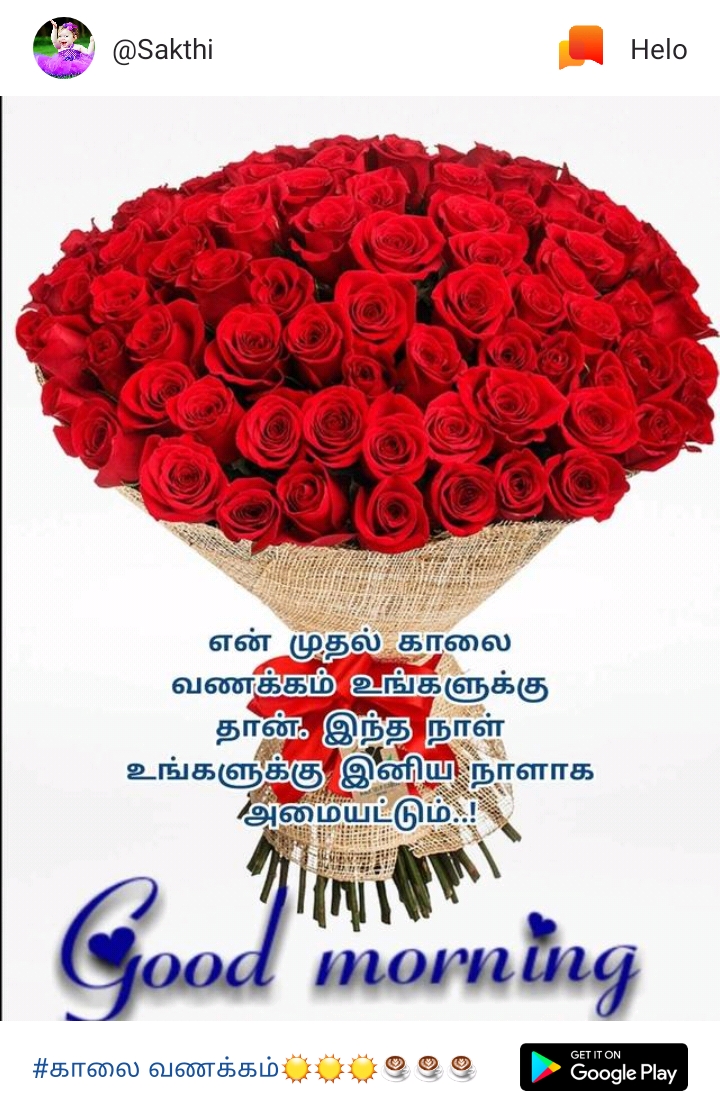 @Sakthi
Helo
என் முதல் காலை
வணக்கம் உங்களுக்கு
தான். இந்த நாள்
உங்களுக்கு இனிய நாளாக
அமையட்டும்..!
Good morning
#காலை வணக்கம்☀️☀️☀️☕☕☕
GET IT ON
Google Play